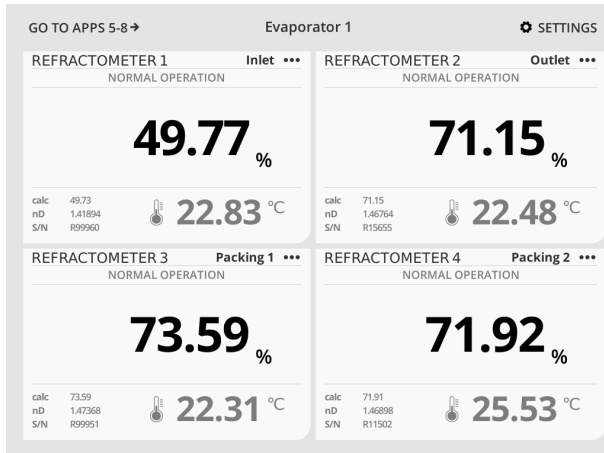 GO TO APPS 5-8→ Evaporator 1 SETTINGS
REFRACTOMETER 1 Inlet •••
NORMAL OPERATION
49.77 %
calc 49.73
nD 1.41894
S/N R99960
22.83 °C
REFRACTOMETER 2 Outlet •••
NORMAL OPERATION
71.15 %
calc 71.15
nD 1.46764
S/N R15655
22.48 °C
REFRACTOMETER 3 Packing 1 •••
NORMAL OPERATION
73.59 %
calc 73.59
nD 1.47368
S/N R99951
22.31 °C
REFRACTOMETER 4 Packing 2 •••
NORMAL OPERATION
71.92 %
calc 71.91
nD 1.46898
S/N R11502
25.53 °C